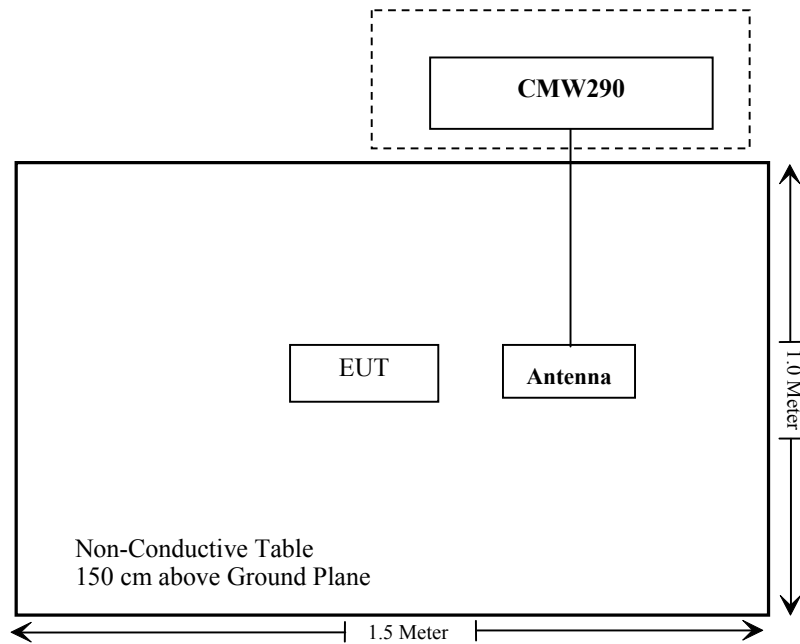 CMW290
EUT
Antenna
1.0 Meter
Non-Conductive Table
150 cm above Ground Plane
1.5 Meter